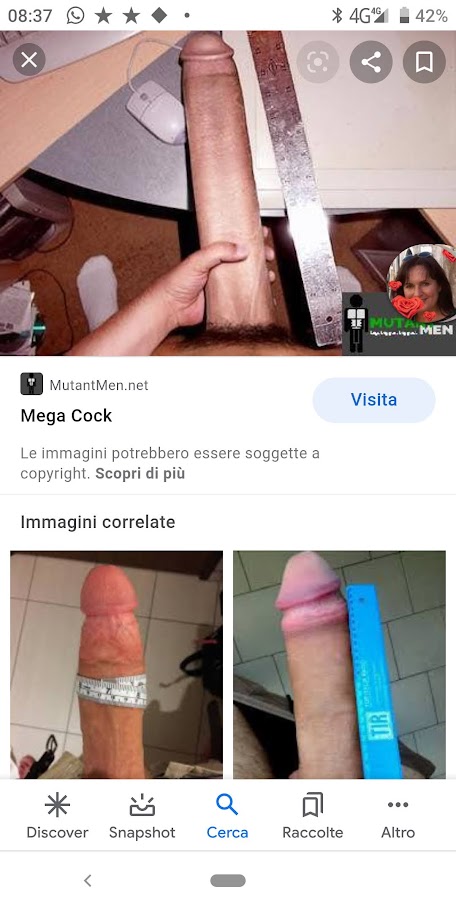 08:37
4G 4G 42%
MUTANT
MEN
MutantMen.net
Visita
Mega Cock
Le immagini potrebbero essere soggette a
copyright. Scopri di più
Immagini correlate
TIR
Discover Snapshot Cerca Raccolte Altro